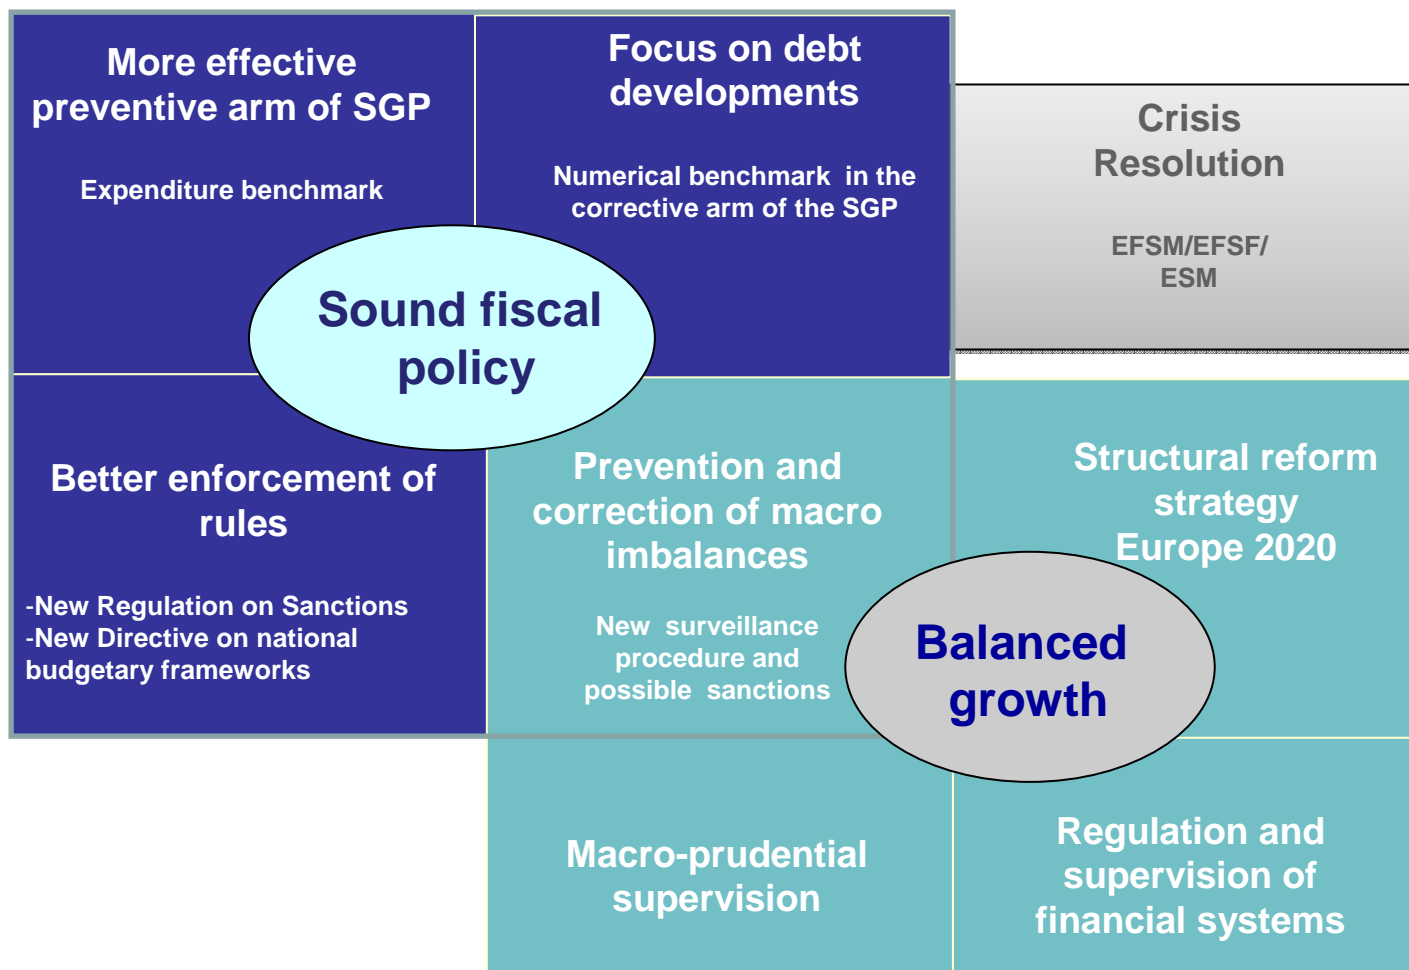 More effective
preventive arm of SGP
Expenditure benchmark
Focus on debt
developments
Numerical benchmark in the
corrective arm of the SGP
Crisis
Resolution
EFSM/EFSF/
ESM
Sound fiscal
policy
Better enforcement of
rules
-New Regulation on Sanctions
-New Directive on national
budgetary frameworks
Prevention and
correction of macro
imbalances
New surveillance
procedure and
possible sanctions
Structural reform
strategy
Europe 2020
Balanced
growth
Macro-prudential
supervision
Regulation and
supervision of
financial systems